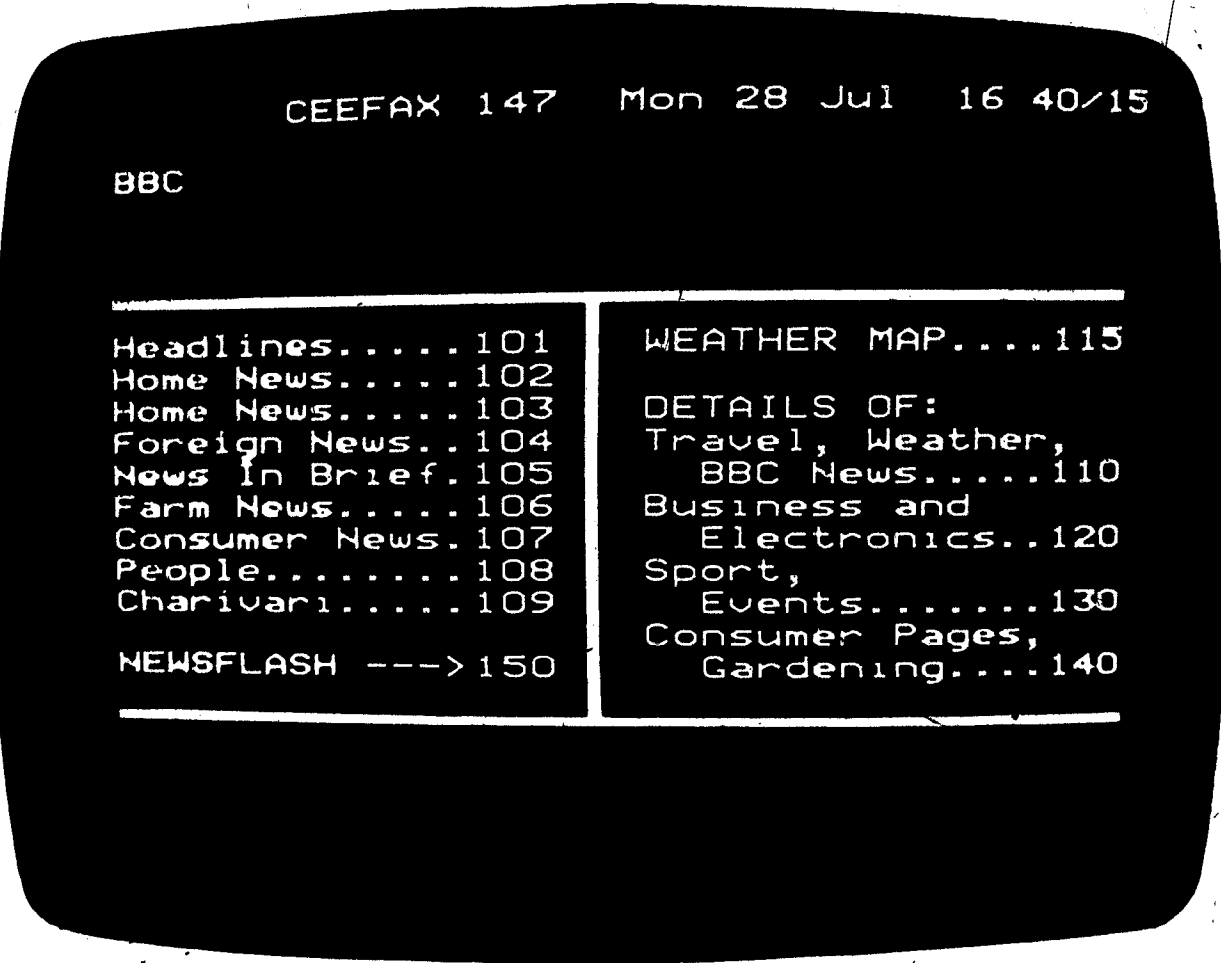 CEEFAX 147 Mon 28 Jul 16 40/15
BBC
Headlines.....101
Home News.....102
Home News.....103
Foreign News..104
News In Brief.105
Farm News.....106
Consumer News.107
People........108
Charivari.....109
NEWSFLASH --->150
WEATHER MAP....115
DETAILS OF:
Travel, Weather,
BBC News.....110
Business and
Electronics..120
Sport,
Events.......130
Consumer Pages,
Gardening....140